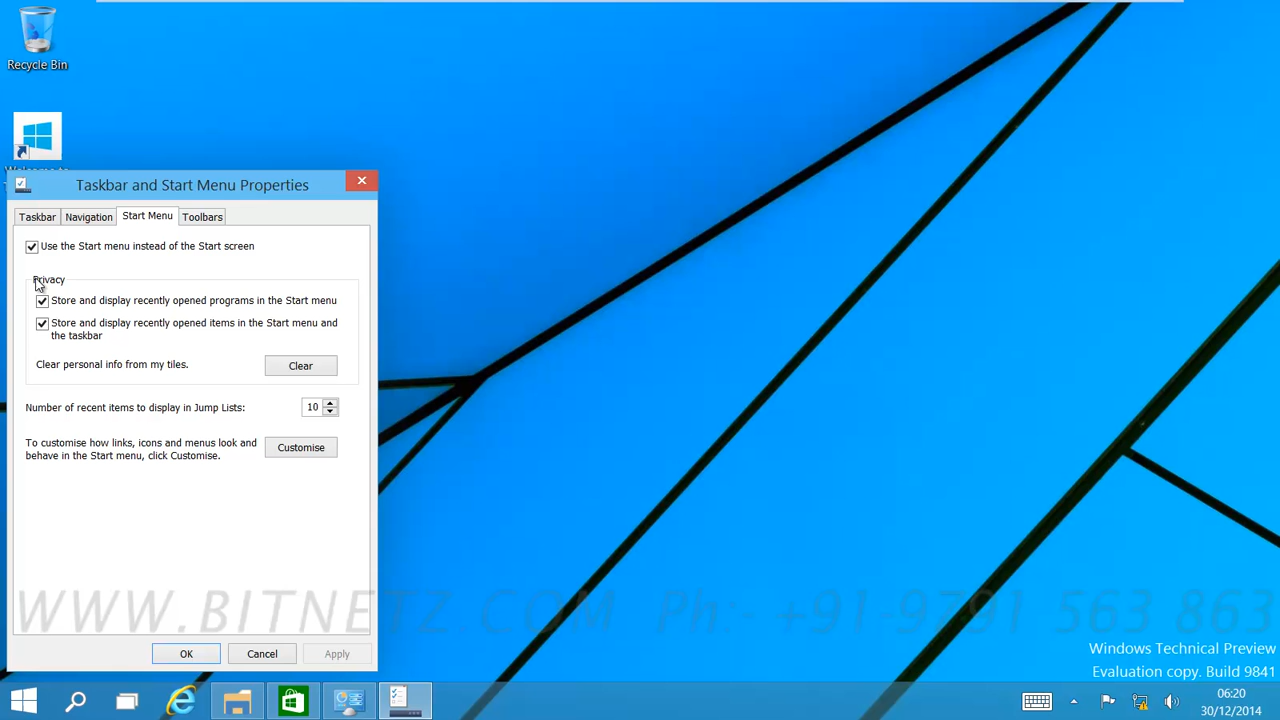 Recycle Bin
Welcome to
Taskbar and Start Menu Properties
Taskbar
Navigation
Start Menu
Toolbars
Use the Start menu instead of the Start screen
Privacy
Store and display recently opened programs in the Start menu
Store and display recently opened items in the Start menu and
the taskbar
Clear personal info from my tiles.
Clear
Number of recent items to display in Jump Lists:
10
To customise how links, icons and menus look and
behave in the Start menu, click Customise.
Customise
WWW.BITNETZ.COM Ph:- +91-9791 563 863
OK
Cancel
Apply
Windows Technical Preview
Evaluation copy. Build 9841
06:20
30/12/2014